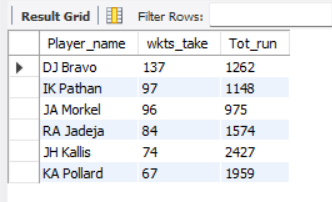 Result Grid Filter Rows:
Player_name wkts_take Tot_run
DJ Bravo 137 1262
IK Pathan 97 1148
JA Morkel 96 975
RA Jadeja 84 1574
JH Kallis 74 2427
KA Pollard 67 1959